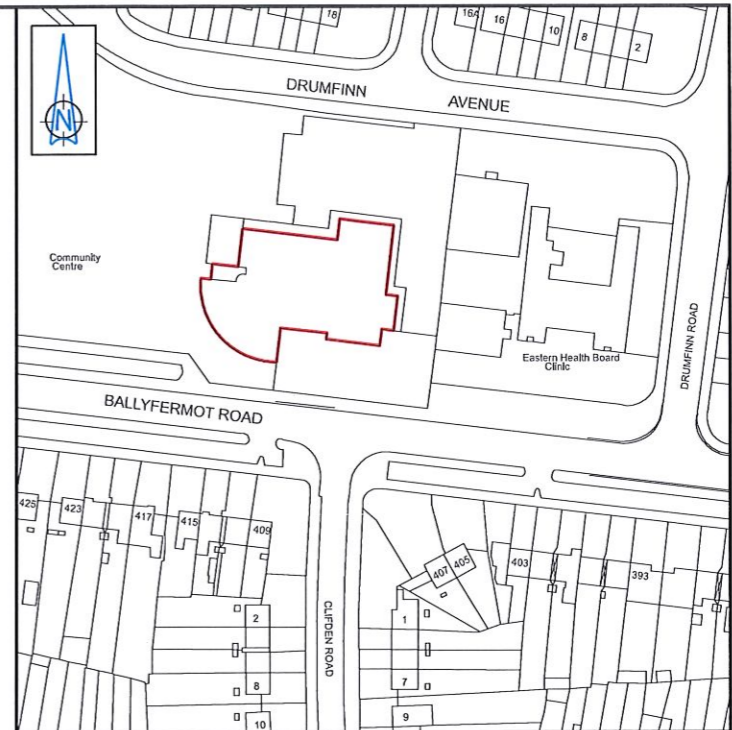 18
16A
16
10
8
2
N
DRUMFINN AVENUE
Community
Centre
Eastern Health Board
Clinic
DRUMFINN ROAD
BALLYFERMOT ROAD
425
423
417
415
409
407
405
403
393
CLIFDEN ROAD
2
8
10
1
7
9